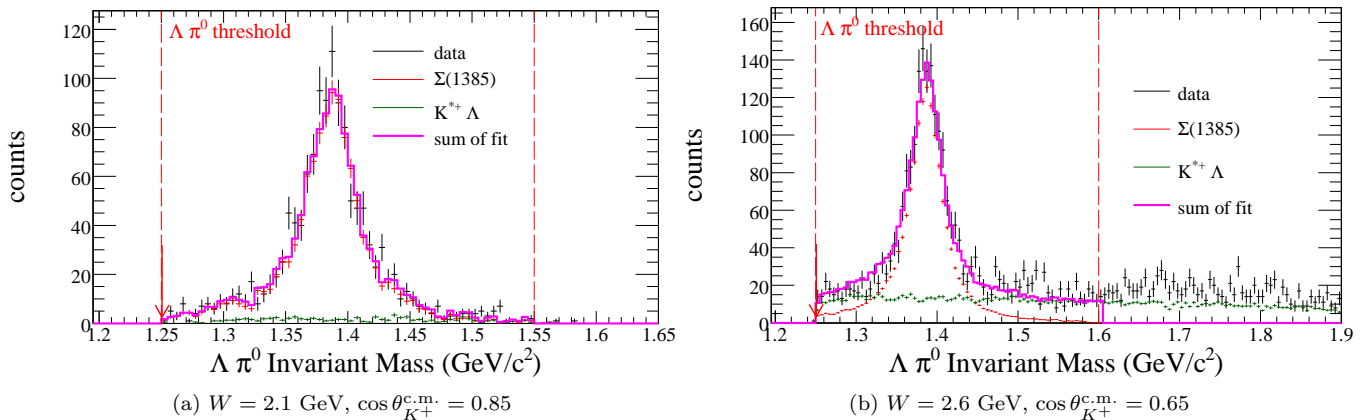 120
100
80
60
40
20
0
counts
Λ π⁰ threshold
data
Σ(1385)
K*+ Λ
sum of fit
1.2 1.25 1.3 1.35 1.4 1.45 1.5 1.55 1.6 1.65
Λ π⁰ Invariant Mass (GeV/c²)
(a) W = 2.1 GeV, cos θ_{K⁺}^{c.m.} = 0.85
160
140
120
100
80
60
40
20
0
counts
Λ π⁰ threshold
data
Σ(1385)
K*+ Λ
sum of fit
1.2 1.3 1.4 1.5 1.6 1.7 1.8 1.9
Λ π⁰ Invariant Mass (GeV/c²)
(b) W = 2.6 GeV, cos θ_{K⁺}^{c.m.} = 0.65